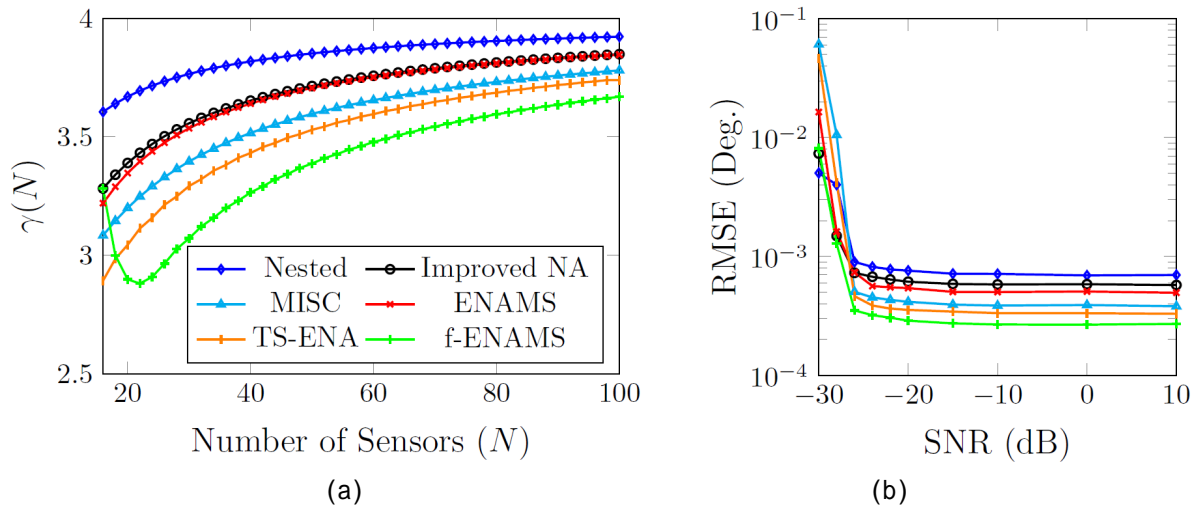 4
3.5
3
2.5
γ(N)
20 40 60 80 100
Number of Sensors (N)
Nested Improved NA
MISC ENAMS
TS-ENA f-ENAMS
(a)
10⁻¹
10⁻²
10⁻³
10⁻⁴
RMSE (Deg.)
−30 −20 −10 0 10
SNR (dB)
(b)